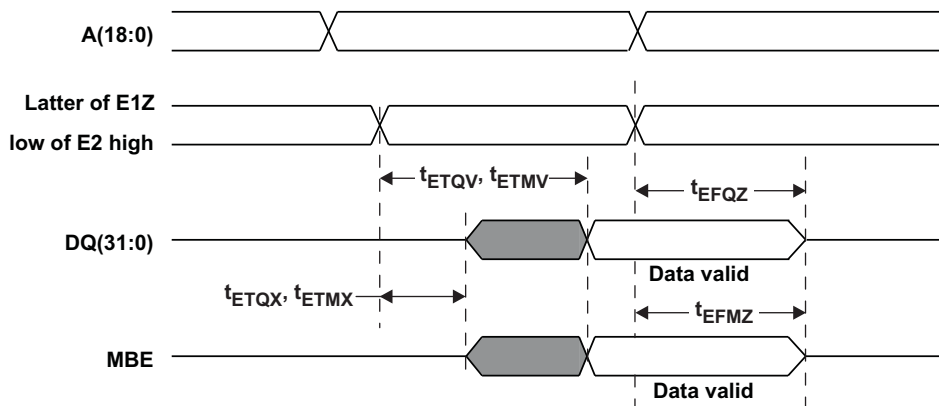 A(18:0)
Latter of E1Z
low of E2 high
tETQV, tETMV
tEFQZ
DQ(31:0)
Data valid
tETQX, tETMX
tEFMZ
MBE
Data valid